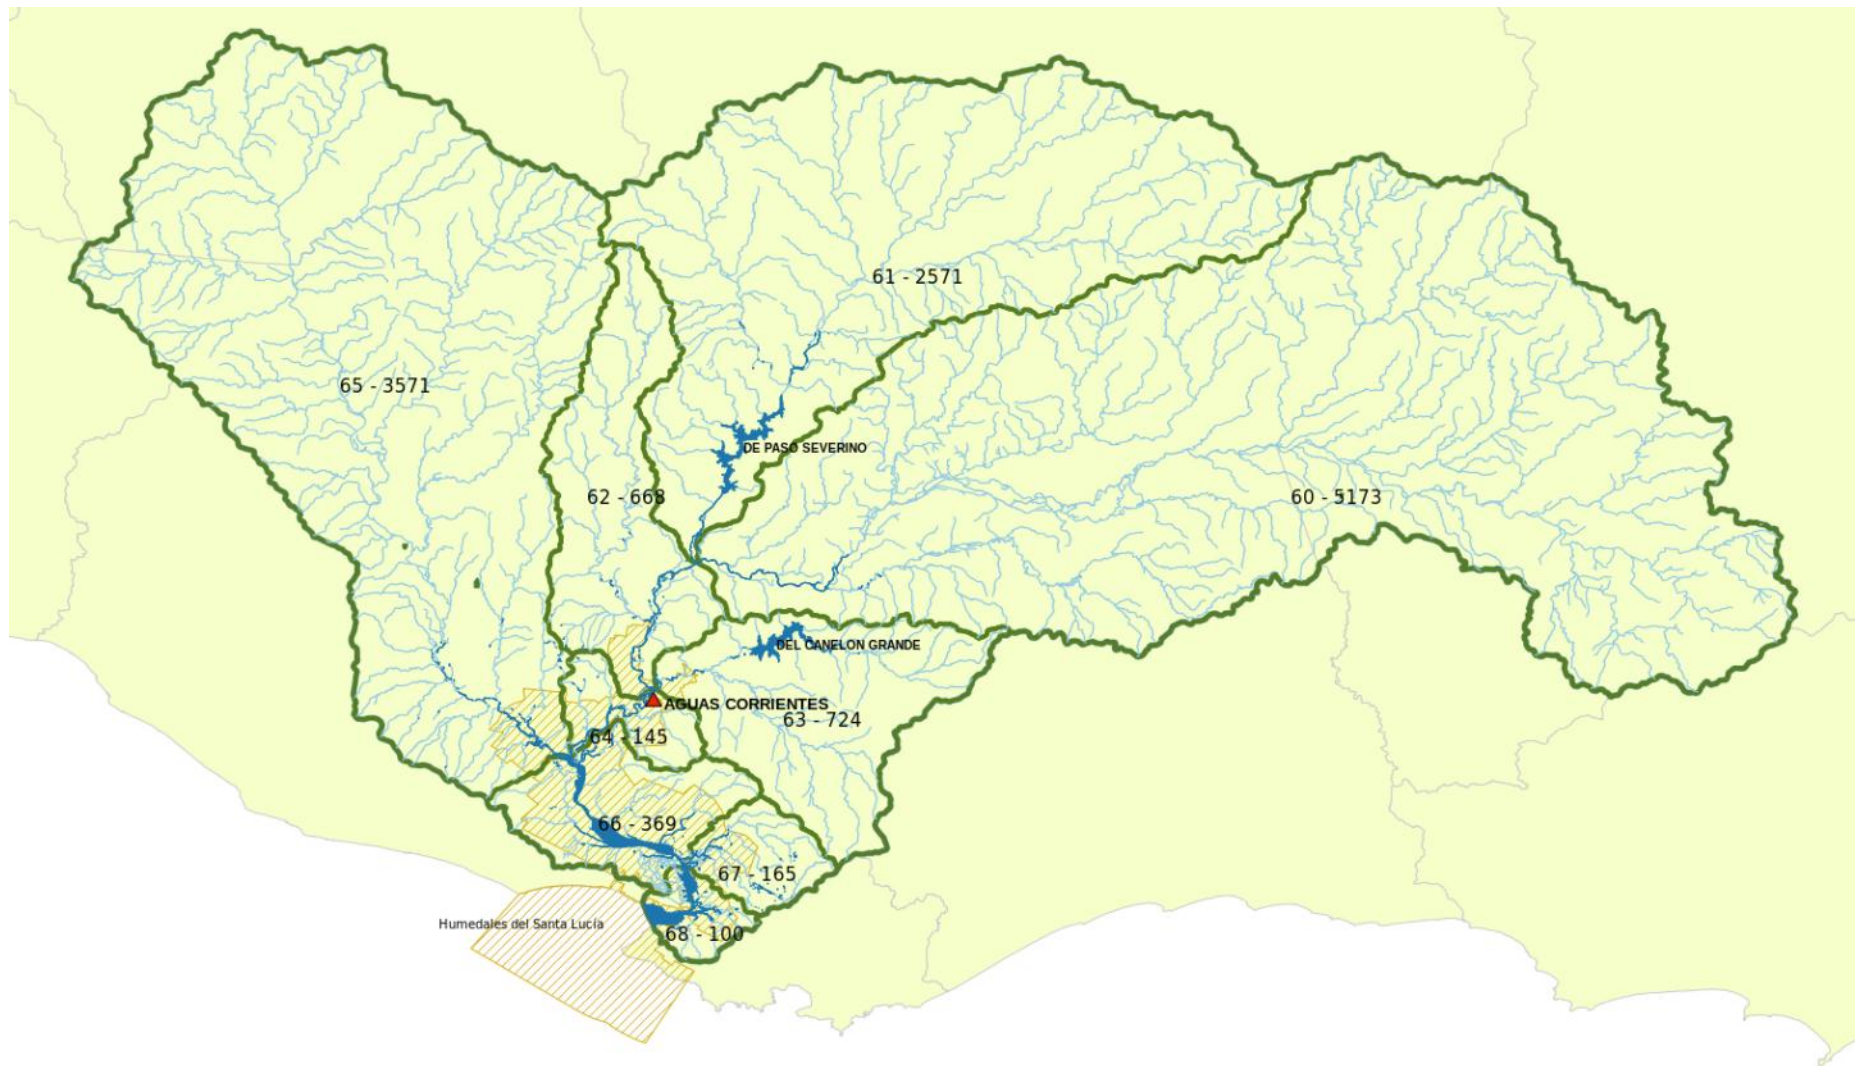 61 - 2571
65 - 3571
DE PASO SEVERINO
62 - 668
60 - 5173
DEL CANELON GRANDE
AGUAS CORRIENTES
63 - 724
64 - 145
66 - 369
67 - 165
Humedales del Santa Lucía
68 - 100